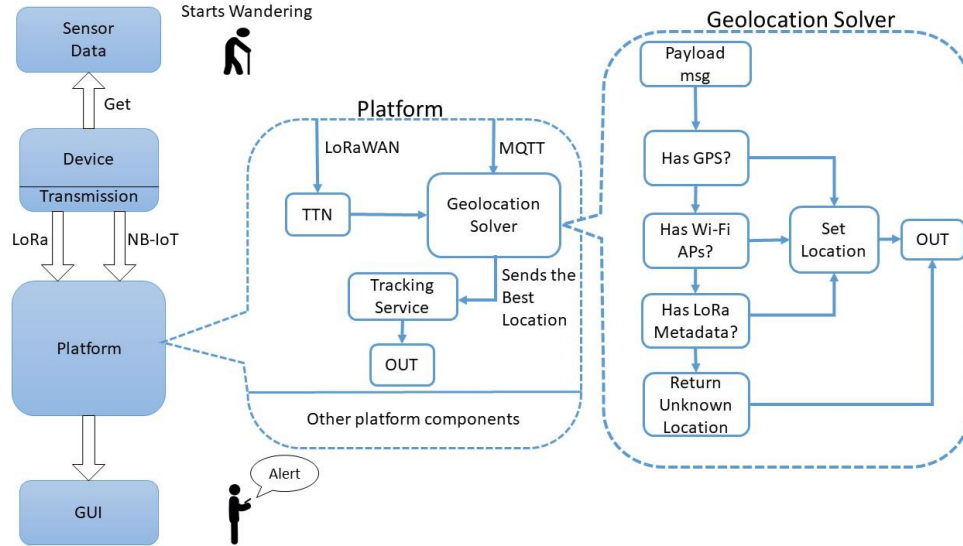 Sensor
Data
Get
Device
Transmission
LoRa
NB-IoT
Platform
GUI
Starts Wandering
Platform
LoRaWAN
MQTT
TTN
Geolocation
Solver
Sends the
Best
Location
Tracking
Service
OUT
Other platform components
Alert
Geolocation Solver
Payload
msg
Has GPS?
Has Wi-Fi
APs?
Set
Location
OUT
Has LoRa
Metadata?
Return
Unknown
Location